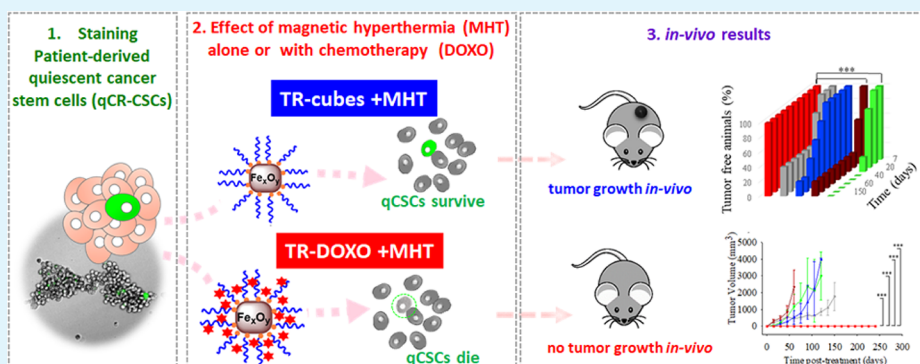 1. Staining
Patient-derived
quiescent cancer
stem cells (qCR-CSCs)
2. Effect of magnetic hyperthermia (MHT)
alone or with chemotherapy (DOXO)
TR-cubes +MHT
FexOy
qCSCs survive
TR-DOXO +MHT
FexOy
qCSCs die
3. in-vivo results
tumor growth in-vivo
no tumor growth in-vivo
***
Tumor free animals (%)
100
80
60
40
20
0
150
60
40
20
7
Time (days)
Tumor Volume (mm³)
5000
4000
3000
2000
1000
0
0 50 100 150 200 250 300
***
***
***
***
Time post-treatment (days)